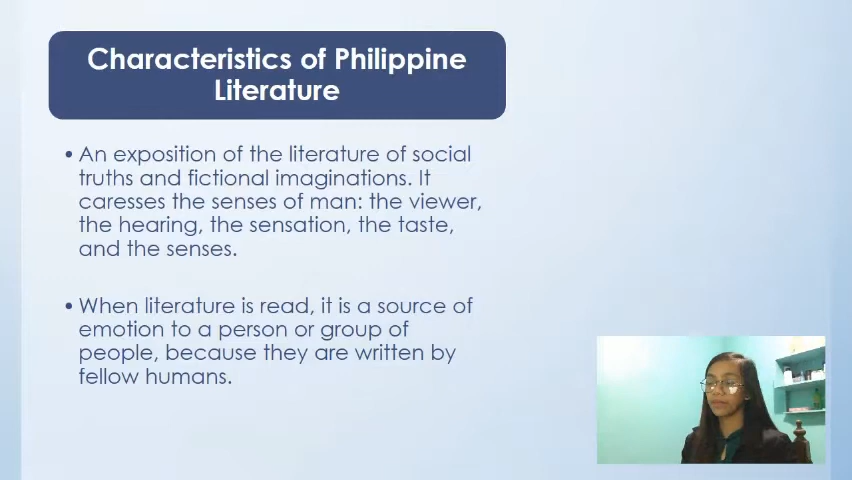 Characteristics of Philippine
Literature
• An exposition of the literature of social
truths and fictional imaginations. It
caresses the senses of man: the viewer,
the hearing, the sensation, the taste,
and the senses.
• When literature is read, it is a source of
emotion to a person or group of
people, because they are written by
fellow humans.